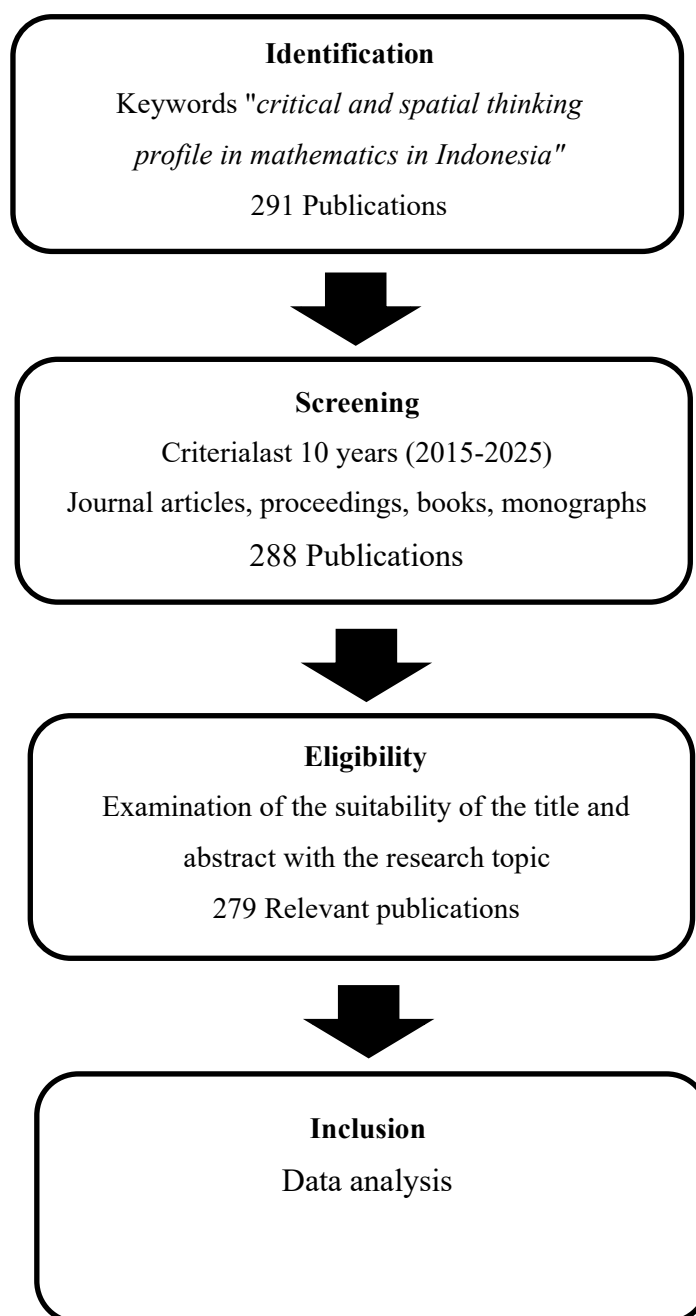 Identification
Keywords "critical and spatial thinking
profile in mathematics in Indonesia"
291 Publications
Screening
Criterialast 10 years (2015-2025)
Journal articles, proceedings, books, monographs
288 Publications
Eligibility
Examination of the suitability of the title and
abstract with the research topic
279 Relevant publications
Inclusion
Data analysis